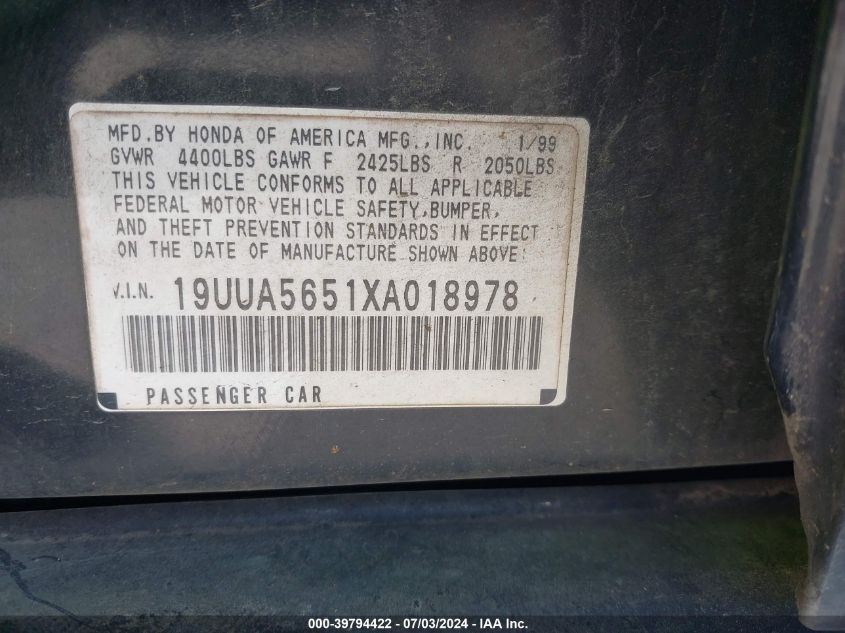 MFD.BY HONDA OF AMERICA MFG.,INC. 1/99
GVWR 4400LBS GAWR F 2425LBS R 2050LBS
THIS VEHICLE CONFORMS TO ALL APPLICABLE
FEDERAL MOTOR VEHICLE SAFETY,BUMPER,
AND THEFT PREVENTION STANDARDS IN EFFECT
ON THE DATE OF MANUFACTURE SHOWN ABOVE.
V.I.N. 19UUA5651XA018978
PASSENGER CAR
000-39794422 - 07/03/2024 - IAA Inc.